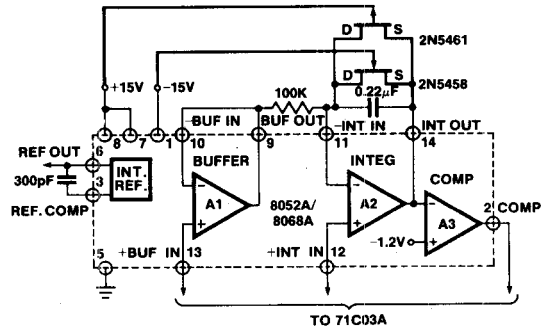 D S 2N5461
+15V -15V
D S 2N5458
100K 0.22µF
-BUF IN BUF OUT -INT IN INT OUT
8 7 1 10 9 11 14
REF OUT 6
BUFFER INTEG
300pF 3 INT. REF.
COMP
A1 8052A/ 8068A A2 A3 2 COMP
REF. COMP
-1.2V
+BUF IN 13 +INT IN 12
5
TO 71C03A